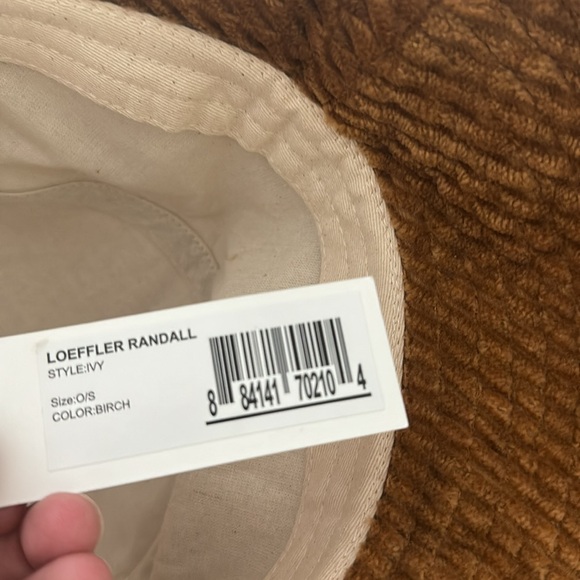 LOEFFLER RANDALL
STYLE:IVY
Size:O/S
COLOR:BIRCH
8 84141 70210 4